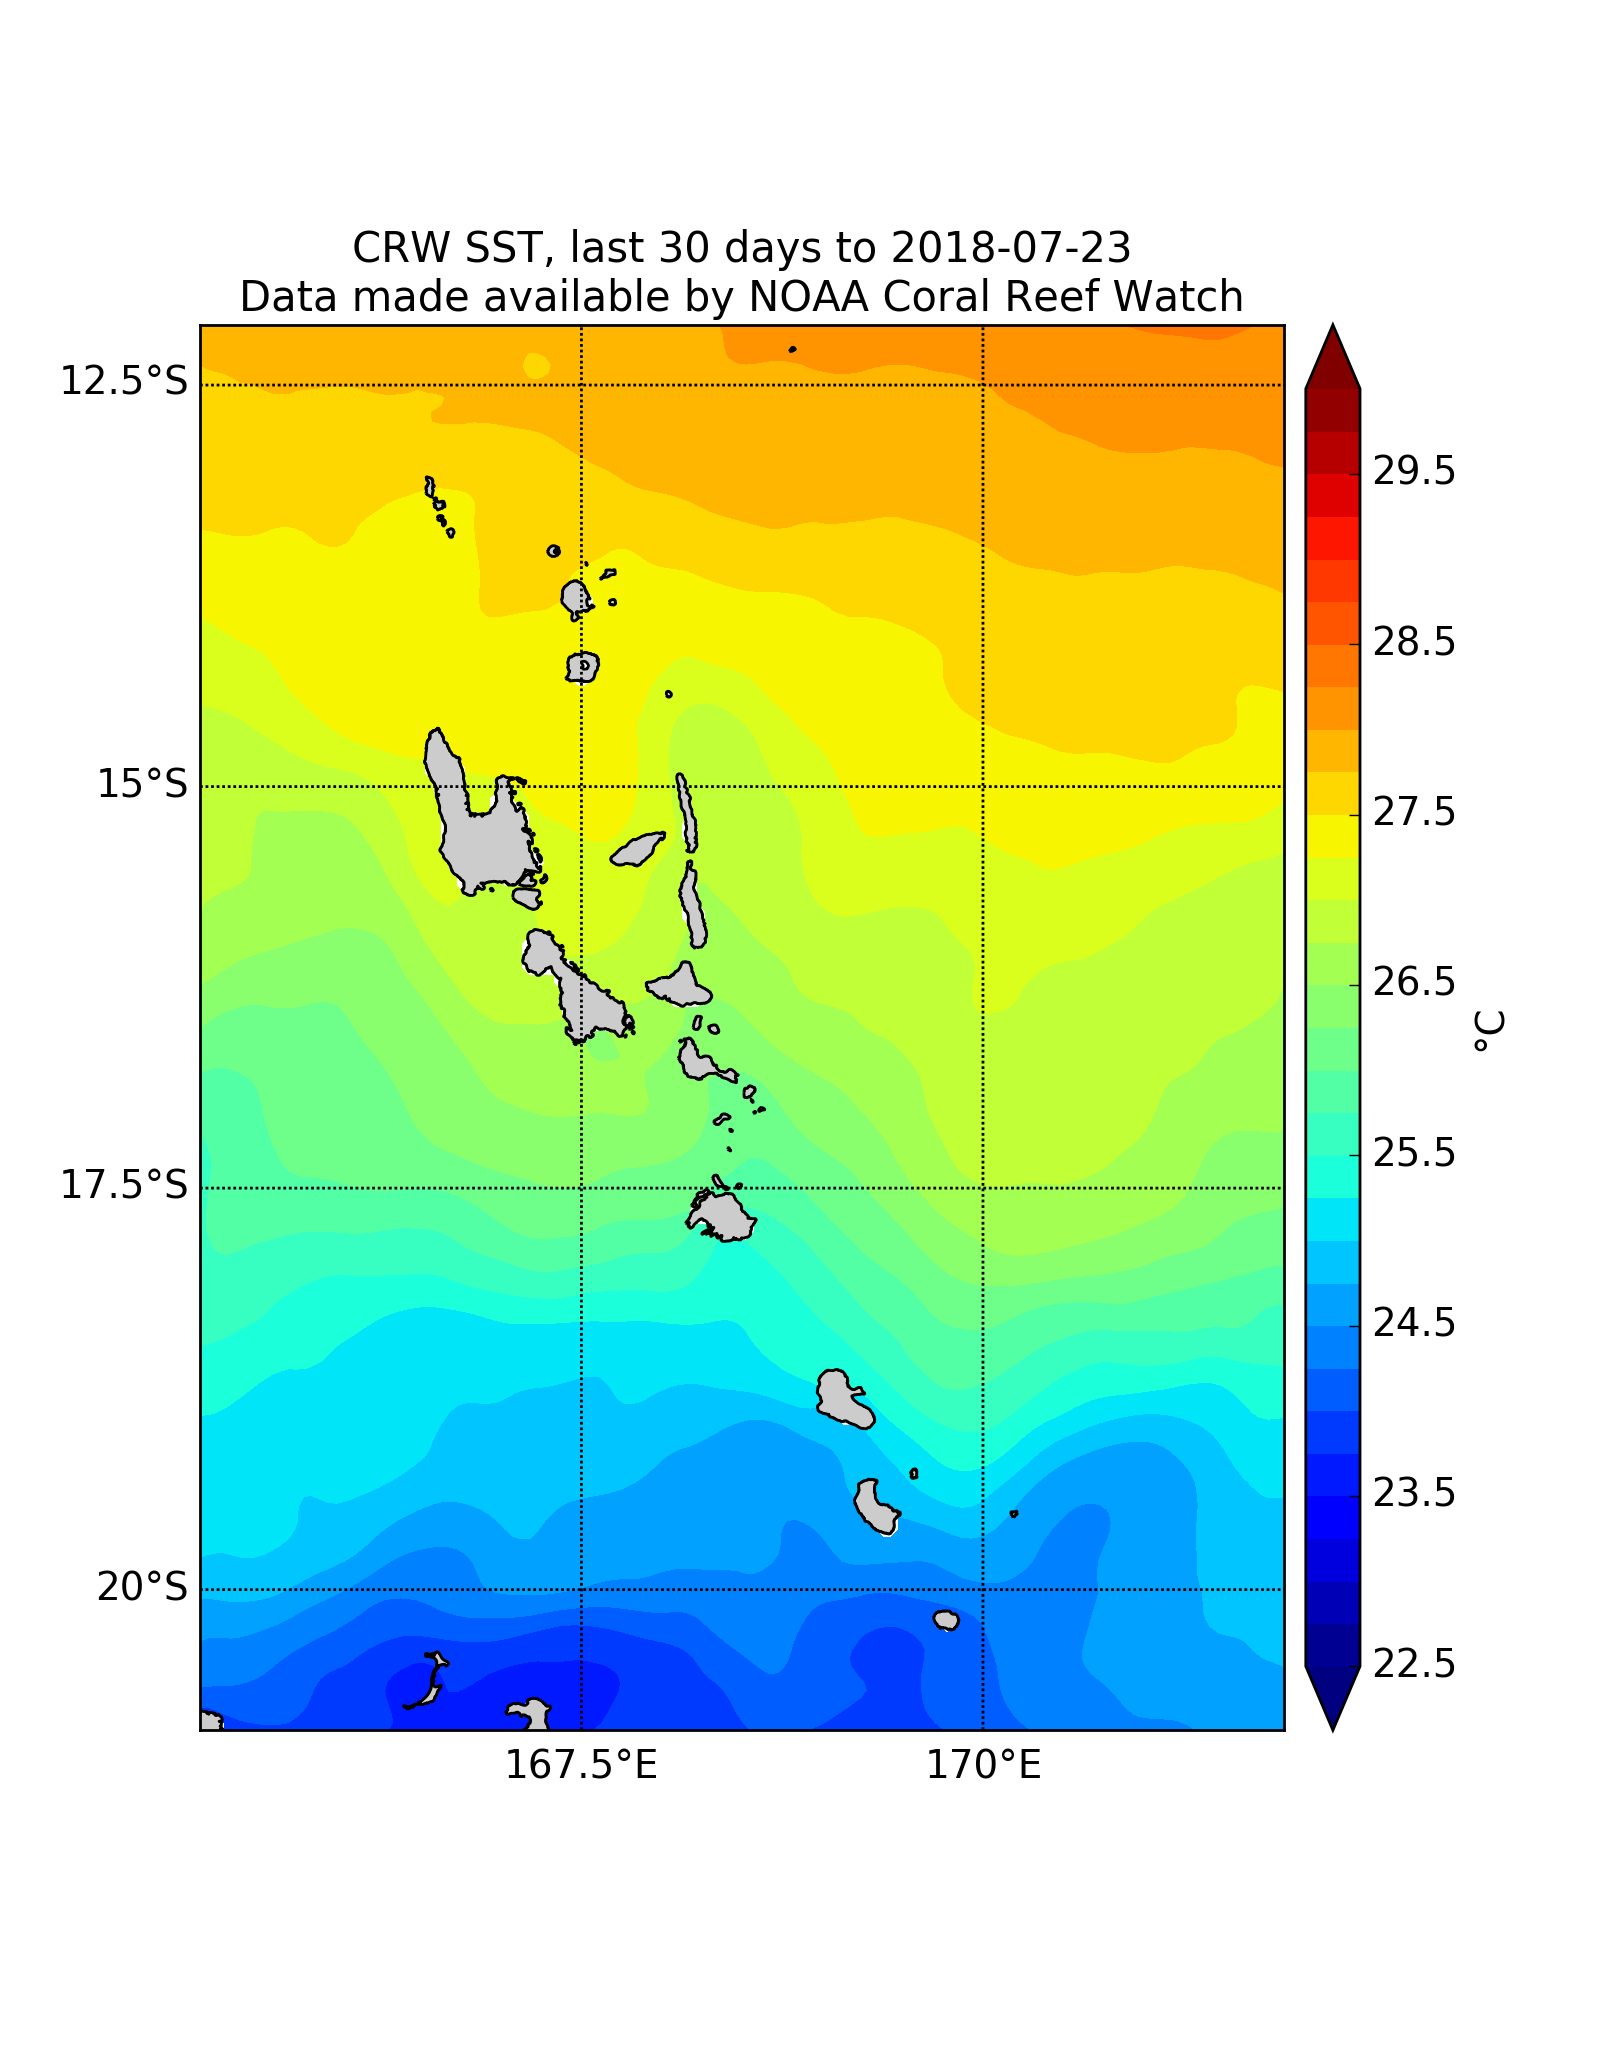 CRW SST, last 30 days to 2018-07-23
Data made available by NOAA Coral Reef Watch
12.5°S
15°S
17.5°S
20°S
167.5°E
170°E
29.5
28.5
27.5
26.5
25.5
24.5
23.5
22.5
°C